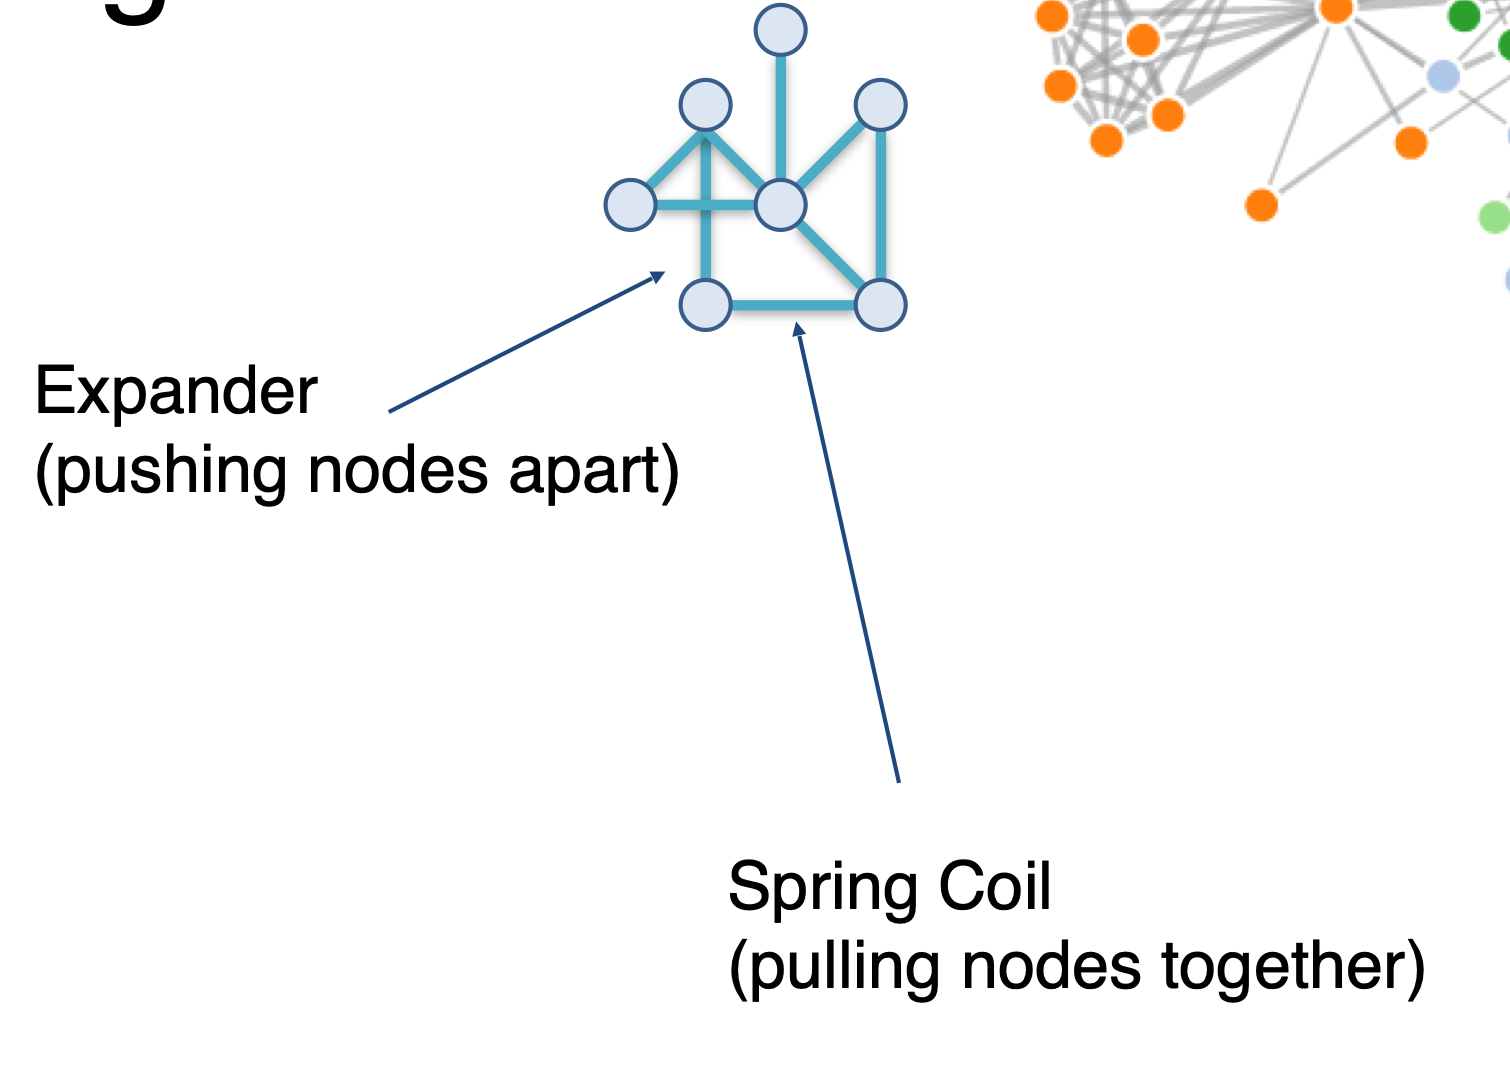 Expander
(pushing nodes apart)
Spring Coil
(pulling nodes together)